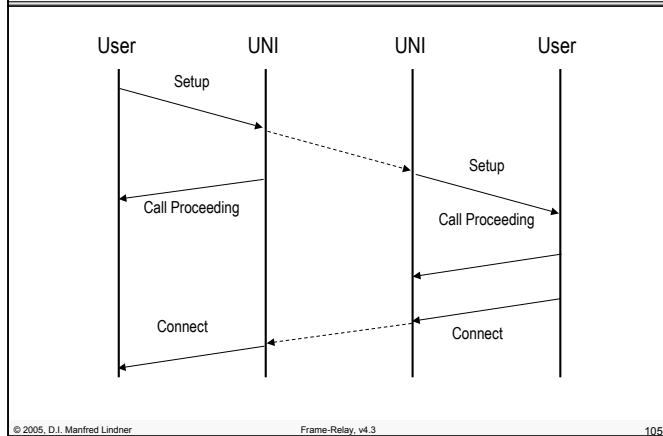 User UNI UNI User
Setup
Setup
Call Proceeding Call Proceeding
Connect
Connect
© 2005, D.I. Manfred Lindner Frame-Relay, v4.3 105